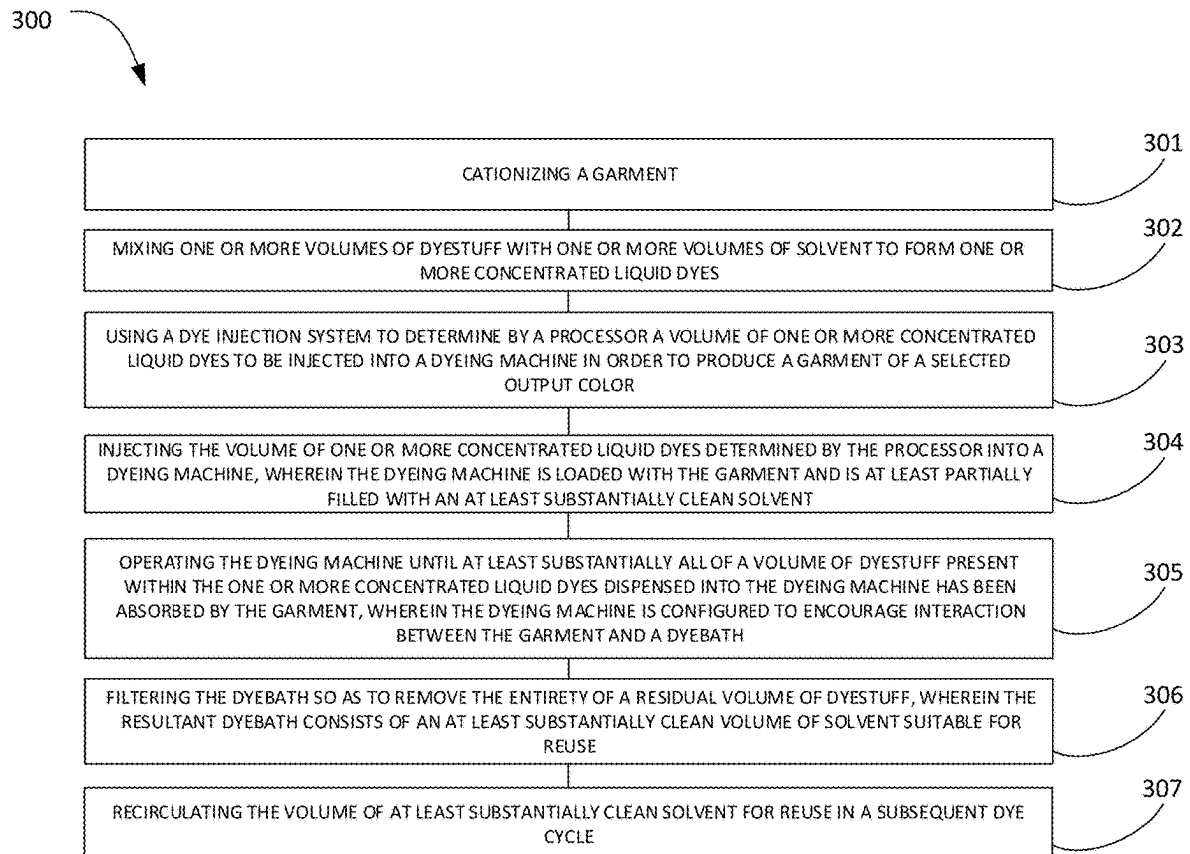 300
301
CATIONIZING A GARMENT
302
MIXING ONE OR MORE VOLUMES OF DYESTUFF WITH ONE OR MORE VOLUMES OF SOLVENT TO FORM ONE OR
MORE CONCENTRATED LIQUID DYES
303
USING A DYE INJECTION SYSTEM TO DETERMINE BY A PROCESSOR A VOLUME OF ONE OR MORE CONCENTRATED
LIQUID DYES TO BE INJECTED INTO A DYEING MACHINE IN ORDER TO PRODUCE A GARMENT OF A SELECTED
OUTPUT COLOR
304
INJECTING THE VOLUME OF ONE OR MORE CONCENTRATED LIQUID DYES DETERMINED BY THE PROCESSOR INTO A
DYEING MACHINE, WHEREIN THE DYEING MACHINE IS LOADED WITH THE GARMENT AND IS AT LEAST PARTIALLY
FILLED WITH AN AT LEAST SUBSTANTIALLY CLEAN SOLVENT
305
OPERATING THE DYEING MACHINE UNTIL AT LEAST SUBSTANTIALLY ALL OF A VOLUME OF DYESTUFF PRESENT
WITHIN THE ONE OR MORE CONCENTRATED LIQUID DYES DISPENSED INTO THE DYEING MACHINE HAS BEEN
ABSORBED BY THE GARMENT, WHEREIN THE DYEING MACHINE IS CONFIGURED TO ENCOURAGE INTERACTION
BETWEEN THE GARMENT AND A DYEBATH
306
FILTERING THE DYEBATH SO AS TO REMOVE THE ENTIRETY OF A RESIDUAL VOLUME OF DYESTUFF, WHEREIN THE
RESULTANT DYEBATH CONSISTS OF AN AT LEAST SUBSTANTIALLY CLEAN VOLUME OF SOLVENT SUITABLE FOR
REUSE
307
RECIRCULATING THE VOLUME OF AT LEAST SUBSTANTIALLY CLEAN SOLVENT FOR REUSE IN A SUBSEQUENT DYE
CYCLE